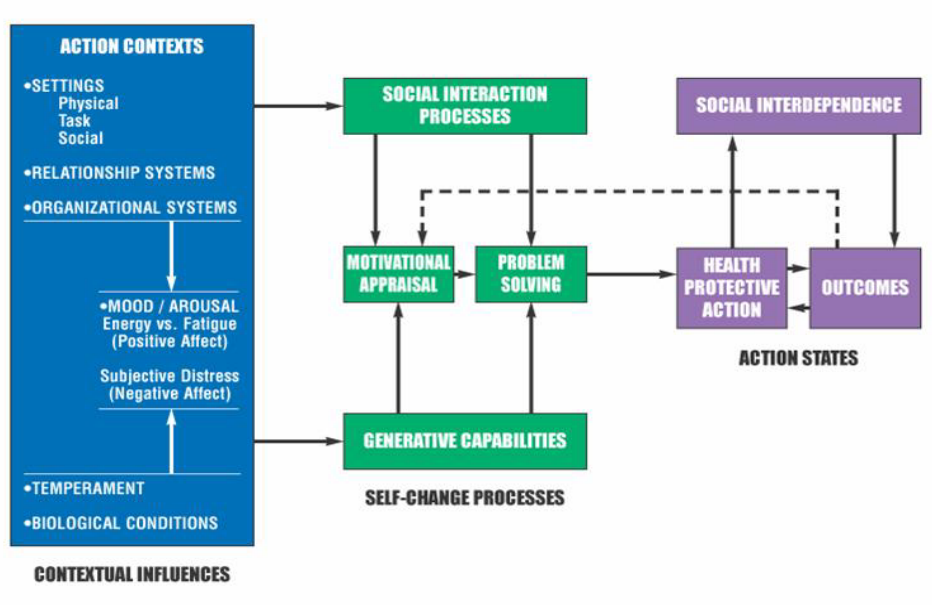 ACTION CONTEXTS
•SETTINGS
Physical
Task
Social
•RELATIONSHIP SYSTEMS
•ORGANIZATIONAL SYSTEMS
•MOOD / AROUSAL
Energy vs. Fatigue
(Positive Affect)
Subjective Distress
(Negative Affect)
•TEMPERAMENT
•BIOLOGICAL CONDITIONS
CONTEXTUAL INFLUENCES
SOCIAL INTERACTION
PROCESSES
MOTIVATIONAL
APPRAISAL
PROBLEM
SOLVING
GENERATIVE CAPABILITIES
SELF-CHANGE PROCESSES
SOCIAL INTERDEPENDENCE
HEALTH
PROTECTIVE
ACTION
OUTCOMES
ACTION STATES